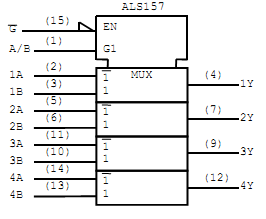 ALS157
G̅ (15) EN
A/B (1) G1
MUX
1A (2) 1̅ (4) 1Y
1B (3) 1
2A (5) 1̅ (7) 2Y
2B (6) 1
3A (11) 1̅ (9) 3Y
3B (10) 1
4A (14) 1̅ (12) 4Y
4B (13) 1